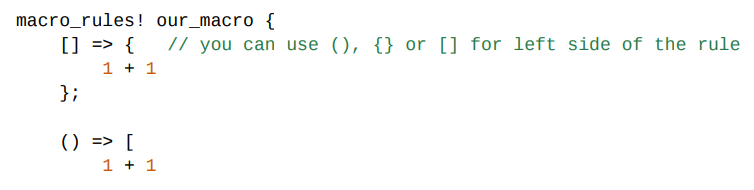 macro_rules! our_macro {
    [] => {   // you can use (), {} or [] for left side of the rule
        1 + 1
    };
    () => [
        1 + 1